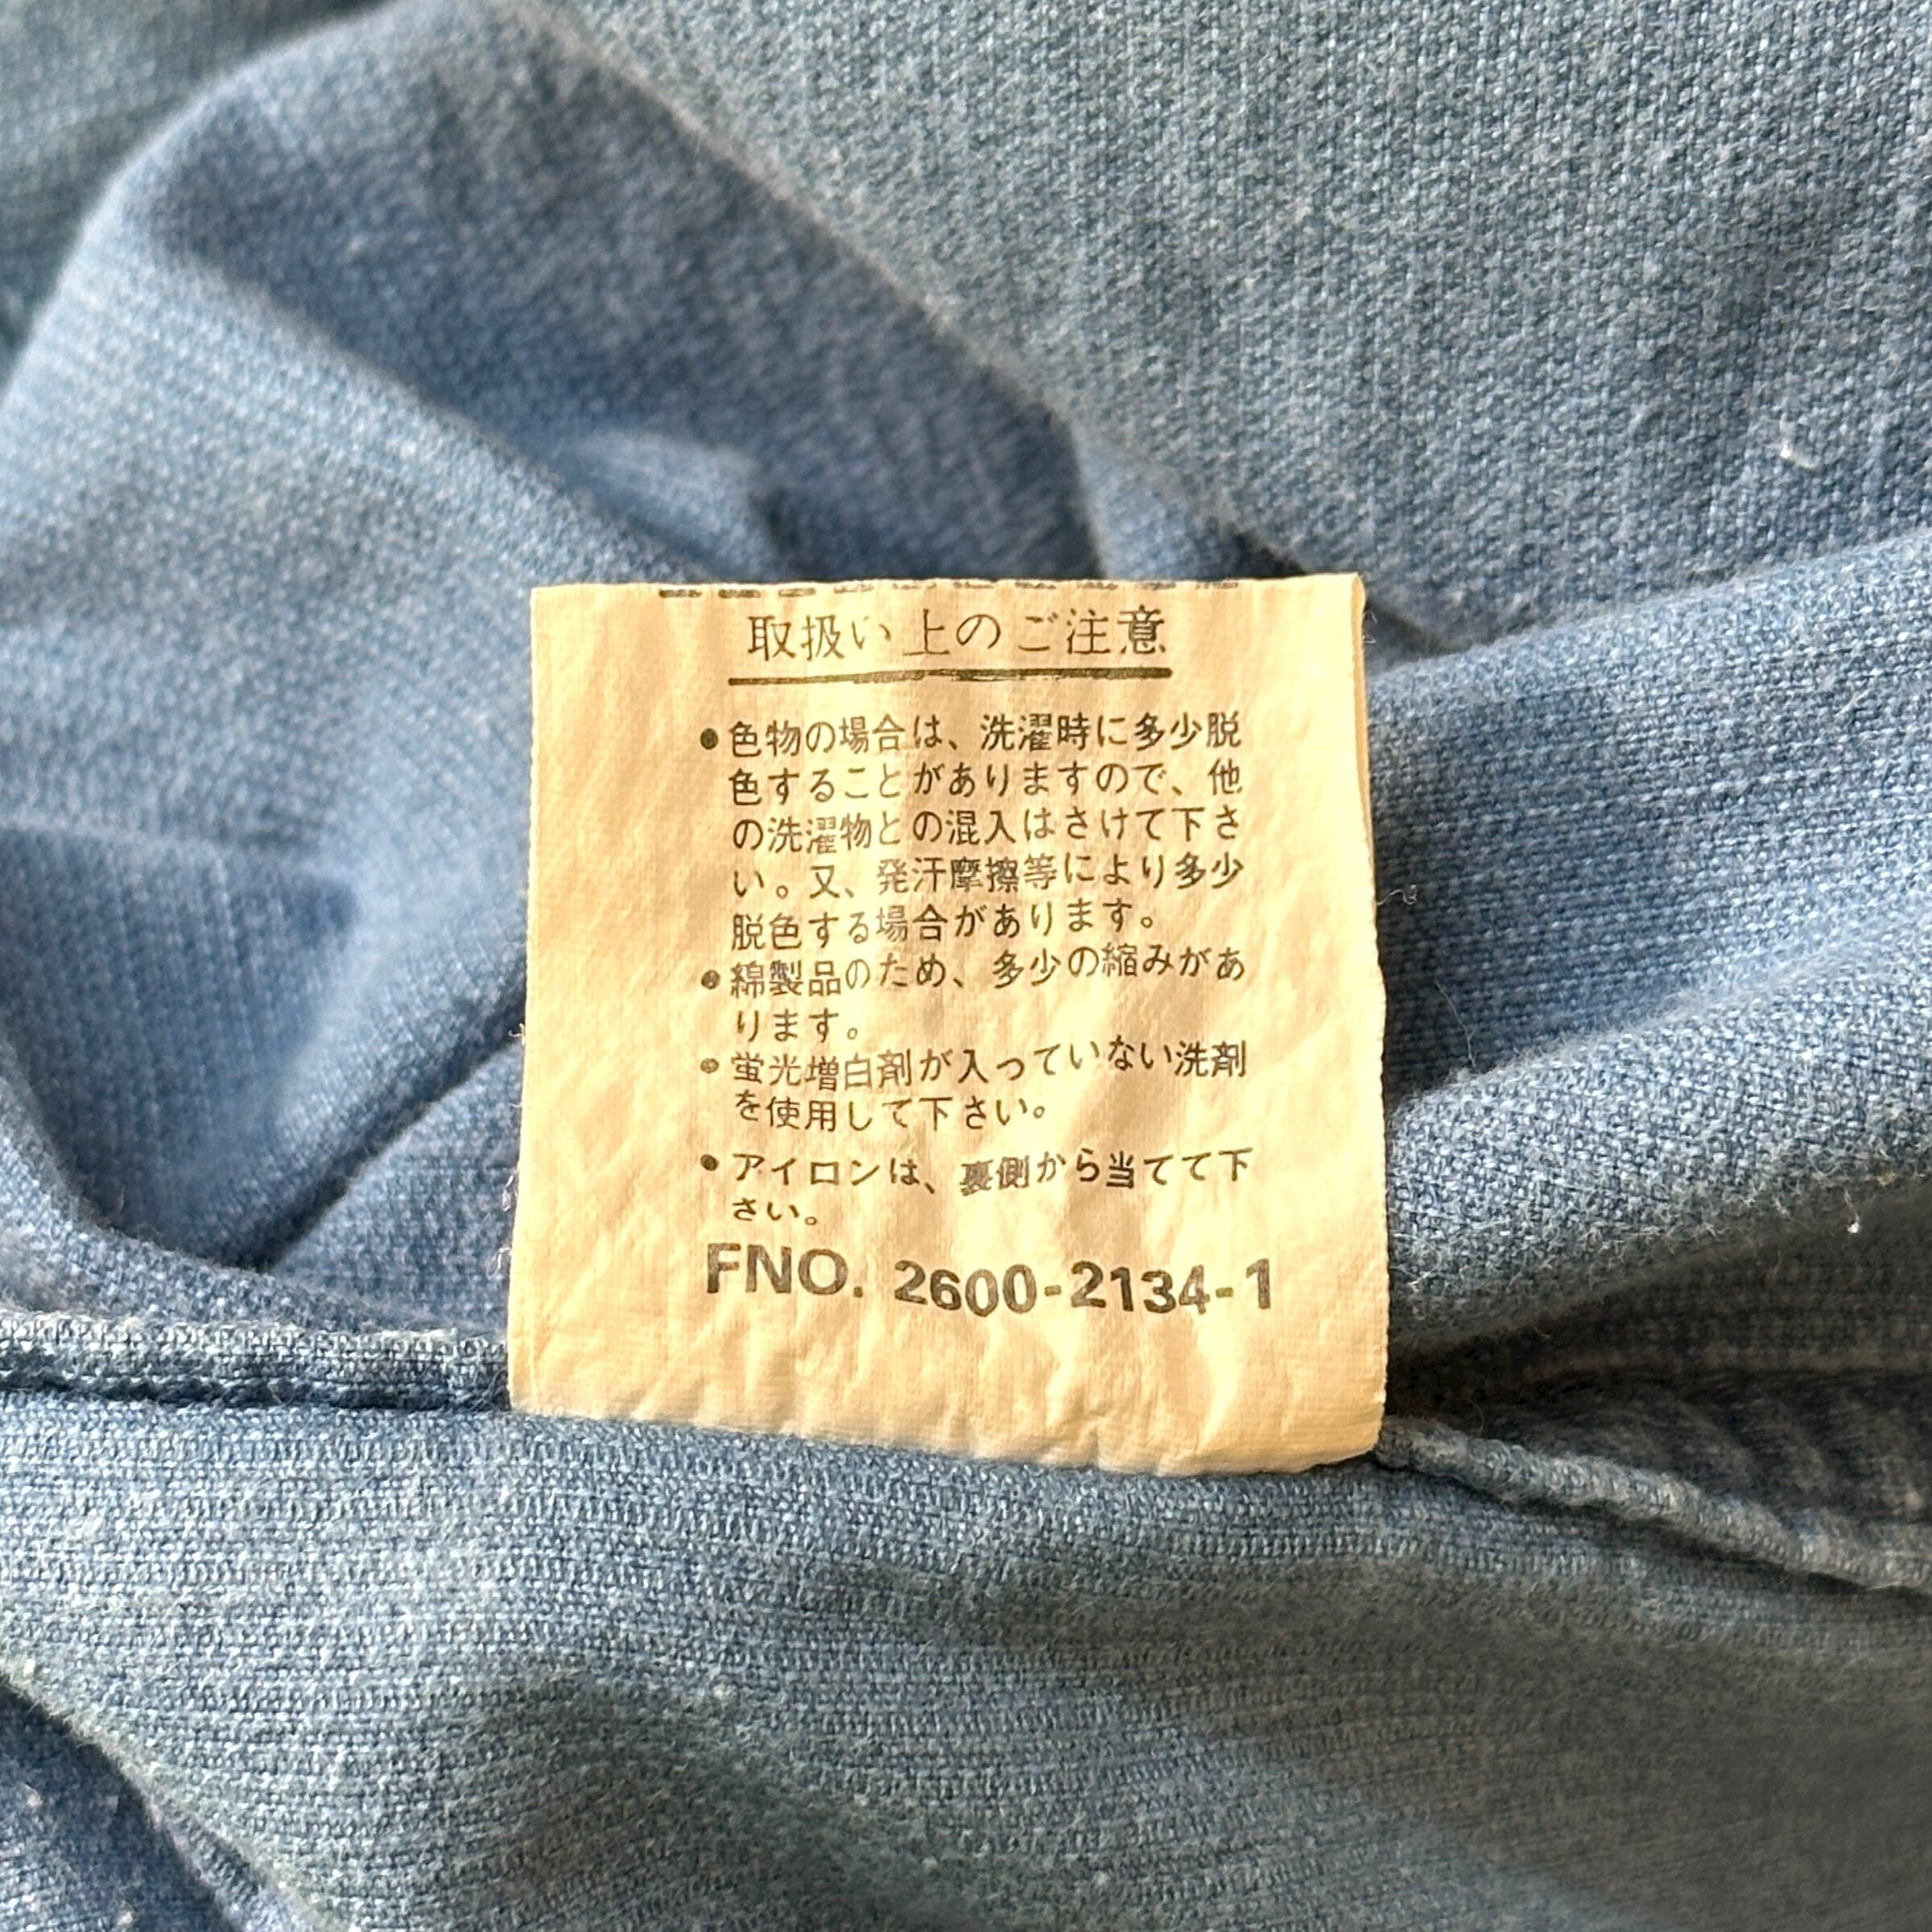 取扱い上のご注意
●色物の場合は、洗濯時に多少脱
色することがありますので、他
の洗濯物との混入はさけて下さ
い。又、発汗摩擦等により多少
脱色する場合があります。
●綿製品のため、多少の縮みがあ
ります。
●蛍光増白剤が入っていない洗剤
を使用して下さい。
●アイロンは、裏側から当てて下
さい。
FNO. 2600-2134-1